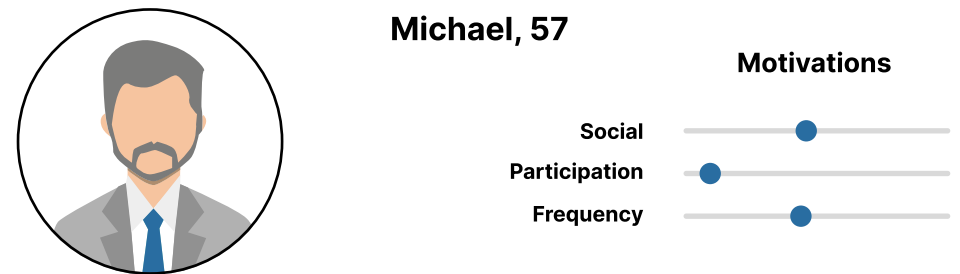 Michael, 57
Motivations
Social
Participation
Frequency